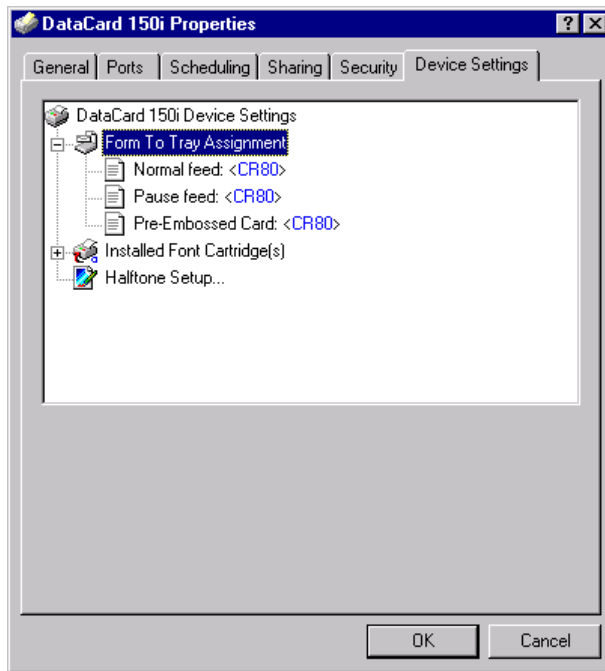 DataCard 150i Properties
General Ports Scheduling Sharing Security Device Settings
DataCard 150i Device Settings
Form To Tray Assignment
Normal feed: <CR80>
Pause feed: <CR80>
Pre-Embossed Card: <CR80>
Installed Font Cartridge(s)
Halftone Setup...
OK Cancel